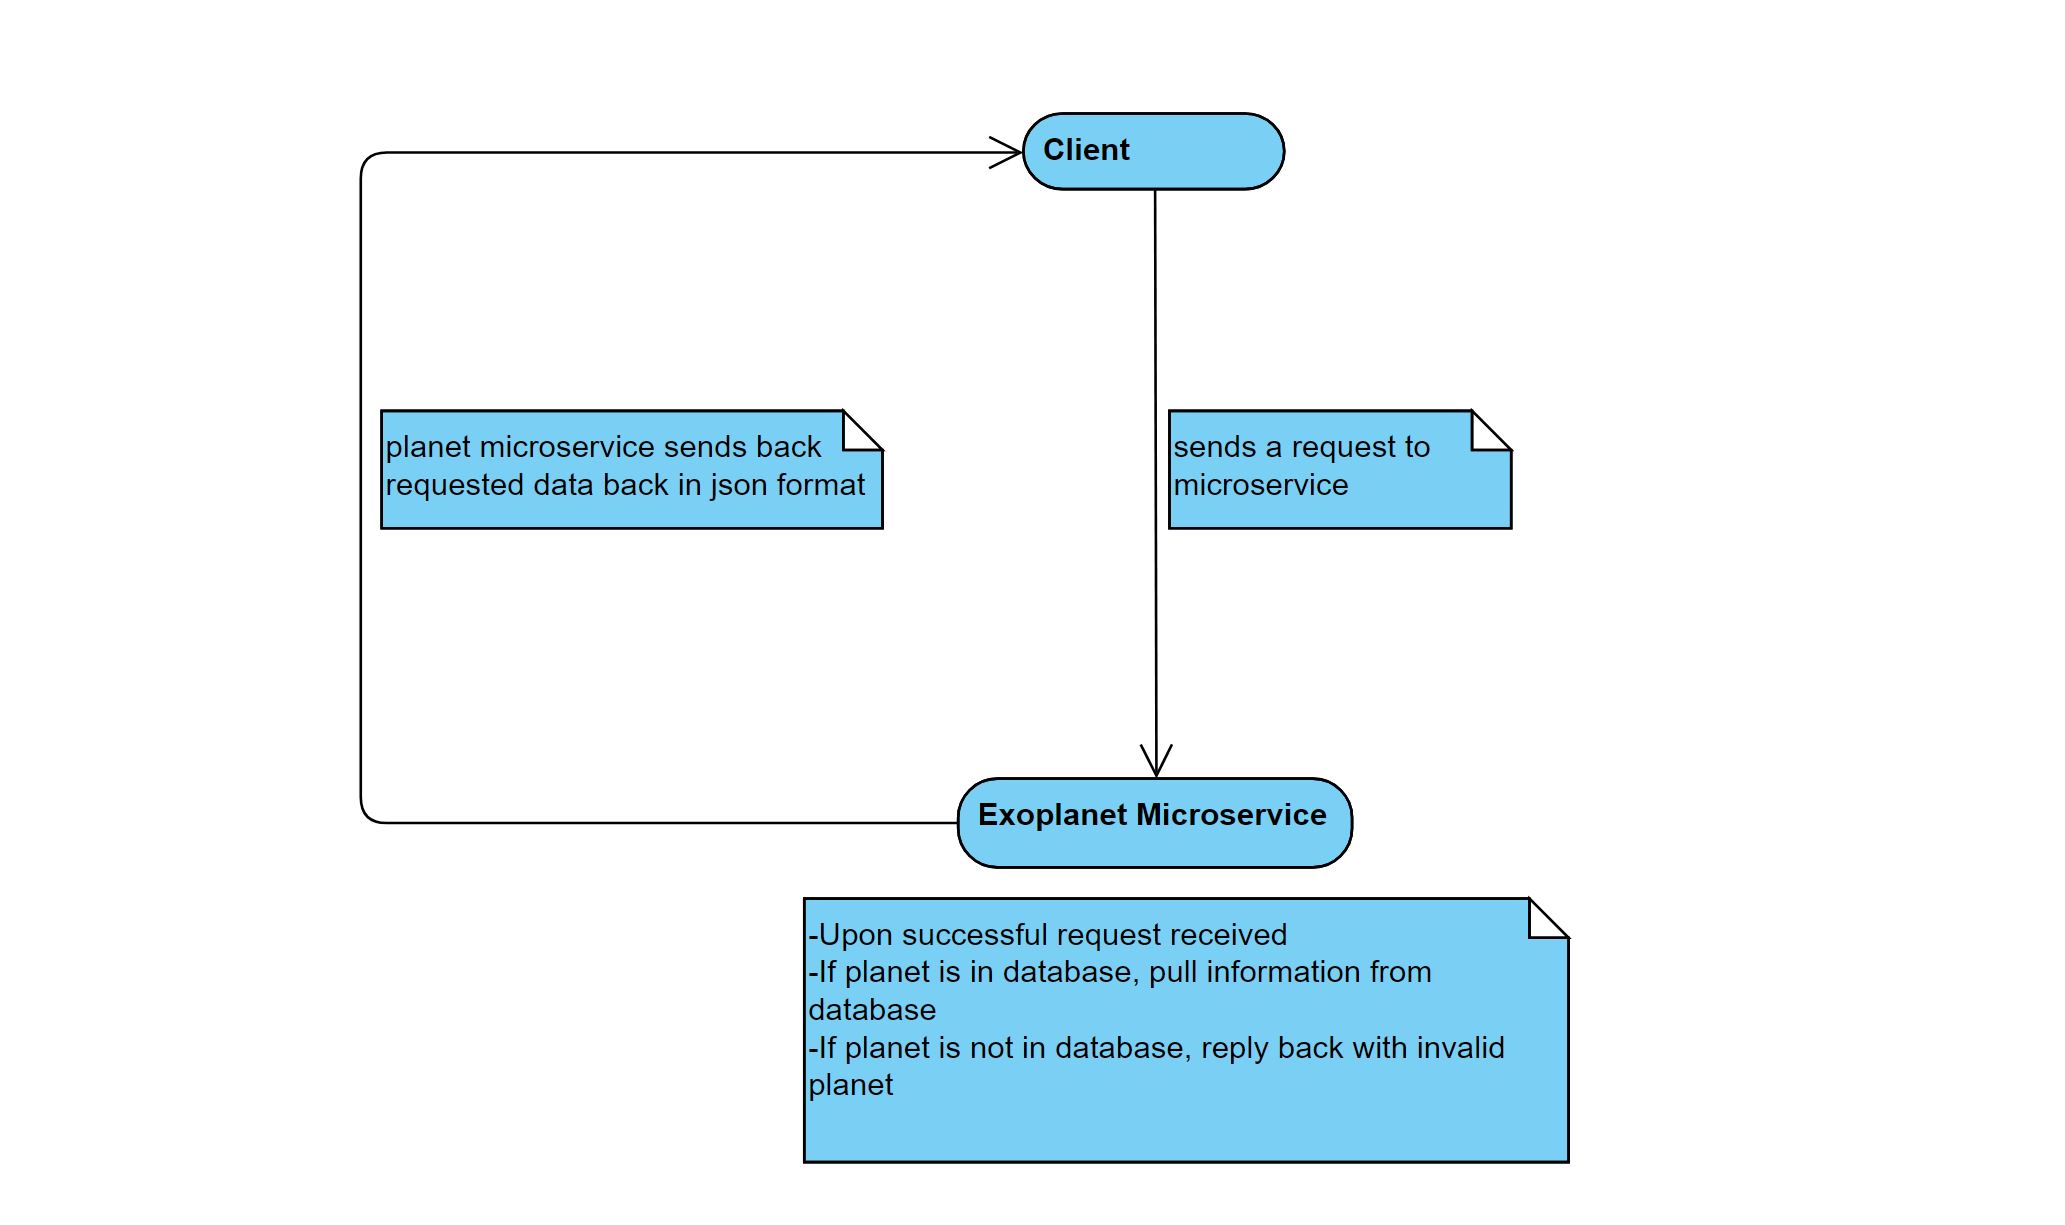 Client
planet microservice sends back
requested data back in json format
sends a request to
microservice
Exoplanet Microservice
-Upon successful request received
-If planet is in database, pull information from
database
-If planet is not in database, reply back with invalid
planet